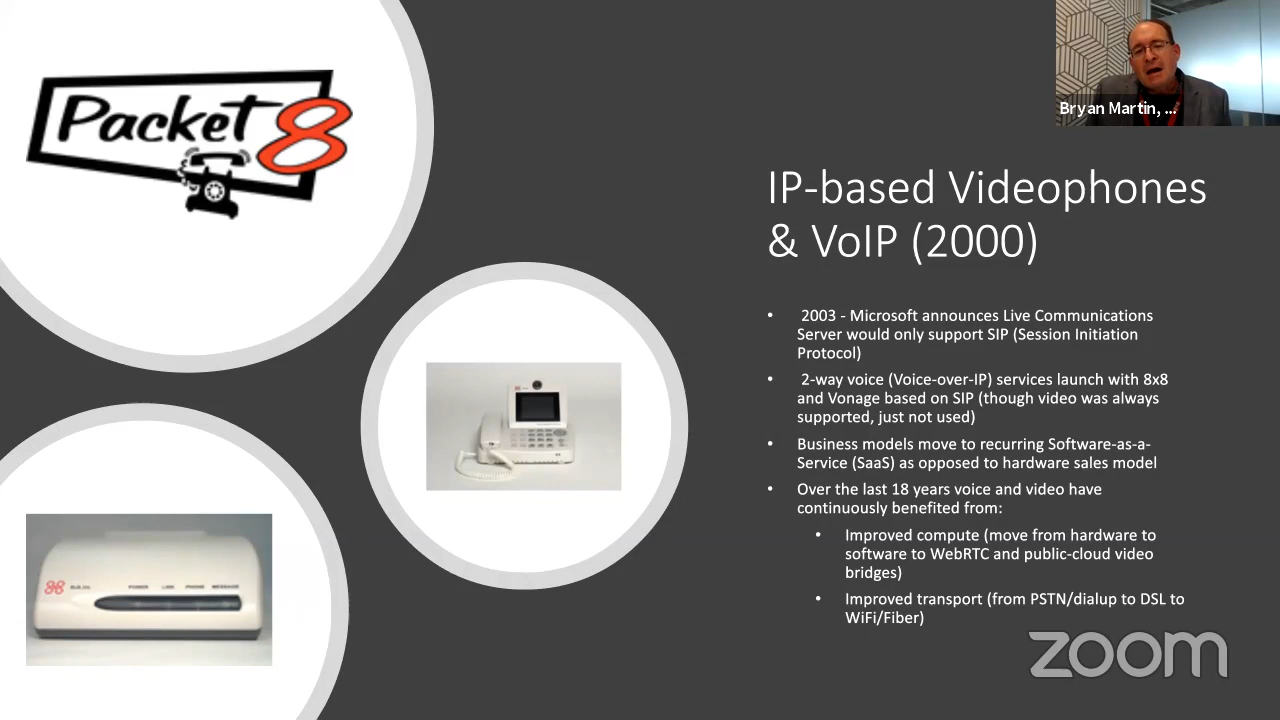 Packet 8
Bryan Martin, ...
IP-based Videophones
& VoIP (2000)
• 2003 - Microsoft announces Live Communications
Server would only support SIP (Session Initiation
Protocol)
• 2-way voice (Voice-over-IP) services launch with 8x8
and Vonage based on SIP (though video was always
supported, just not used)
• Business models move to recurring Software-as-a-
Service (SaaS) as opposed to hardware sales model
• Over the last 18 years voice and video have
continuously benefited from:
• Improved compute (move from hardware to
software to WebRTC and public-cloud video
bridges)
• Improved transport (from PSTN/dialup to DSL to
WiFi/Fiber)
POWER LINK PHONE MESSAGE
zoom